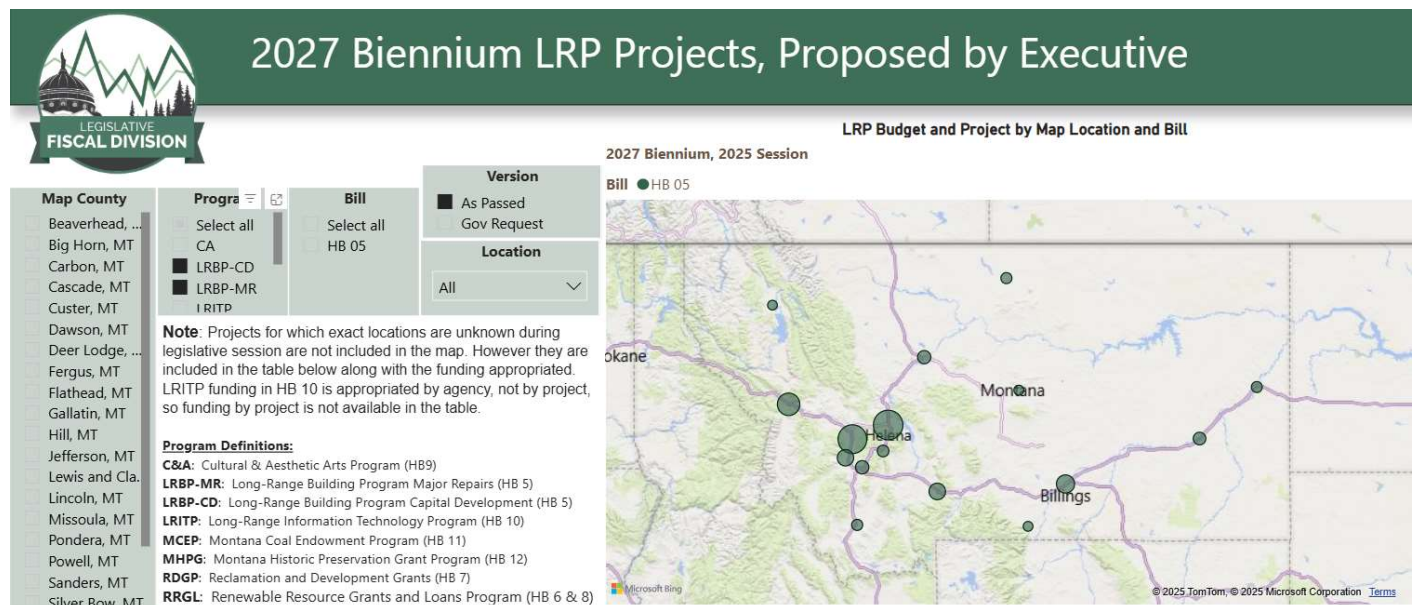 2027 Biennium LRP Projects, Proposed by Executive
LEGISLATIVE
FISCAL DIVISION
LRP Budget and Project by Map Location and Bill
2027 Biennium, 2025 Session
Bill HB 05
Map County
Beaverhead, ...
Big Horn, MT
Carbon, MT
Cascade, MT
Custer, MT
Dawson, MT
Deer Lodge, ...
Fergus, MT
Flathead, MT
Gallatin, MT
Hill, MT
Jefferson, MT
Lewis and Cla.
Lincoln, MT
Missoula, MT
Pondera, MT
Powell, MT
Sanders, MT
Silver Bow, MT
Progra
Select all
CA
LRBP-CD
LRBP-MR
LRITP
Bill
Select all
HB 05
Version
As Passed
Gov Request
Location
All
Note: Projects for which exact locations are unknown during
legislative session are not included in the map. However they are
included in the table below along with the funding appropriated.
LRITP funding in HB 10 is appropriated by agency, not by project,
so funding by project is not available in the table.
Program Definitions:
C&A: Cultural & Aesthetic Arts Program (HB9)
LRBP-MR: Long-Range Building Program Major Repairs (HB 5)
LRBP-CD: Long-Range Building Program Capital Development (HB 5)
LRITP: Long-Range Information Technology Program (HB 10)
MCEP: Montana Coal Endowment Program (HB 11)
MHPG: Montana Historic Preservation Grant Program (HB 12)
RDGP: Reclamation and Development Grants (HB 7)
RRGL: Renewable Resource Grants and Loans Program (HB 6 & 8)
okane
Montana
Helena
Billings
Microsoft Bing
© 2025 TomTom, © 2025 Microsoft Corporation Terms